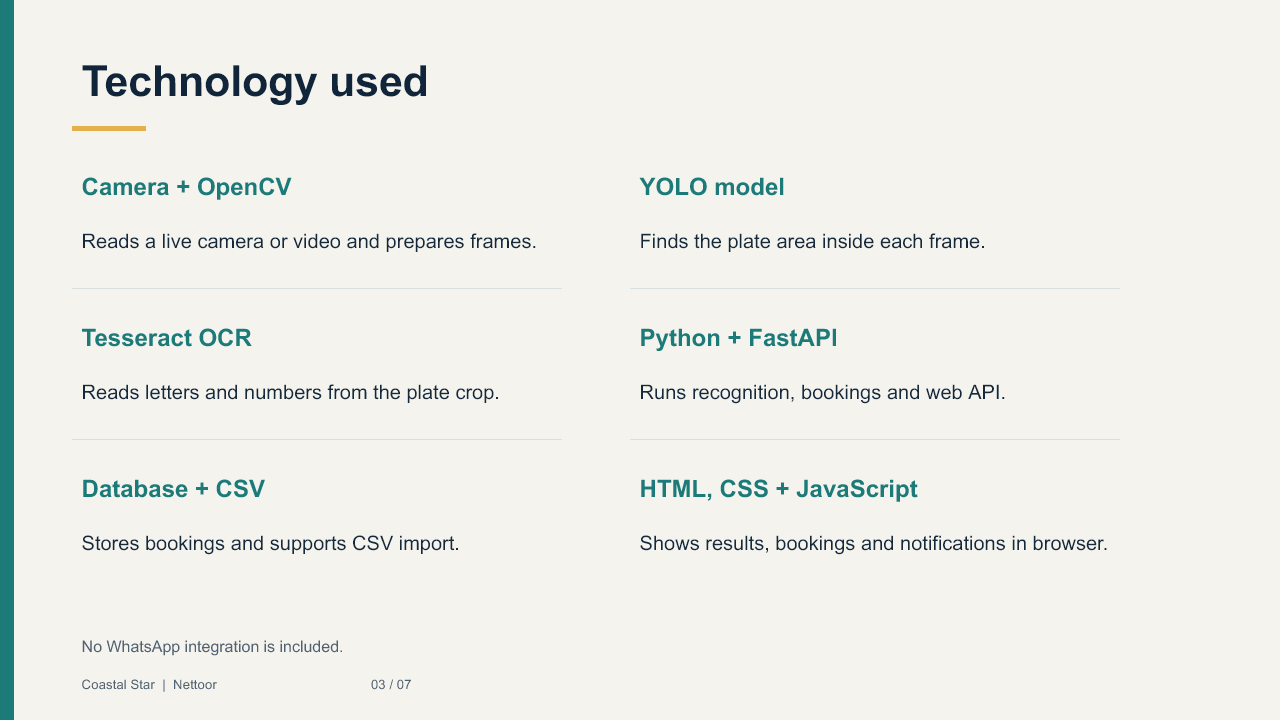 Technology used
Camera + OpenCV
Reads a live camera or video and prepares frames.
YOLO model
Finds the plate area inside each frame.
Tesseract OCR
Reads letters and numbers from the plate crop.
Python + FastAPI
Runs recognition, bookings and web API.
Database + CSV
Stores bookings and supports CSV import.
HTML, CSS + JavaScript
Shows results, bookings and notifications in browser.
No WhatsApp integration is included.
Coastal Star | Nettoor
03 / 07